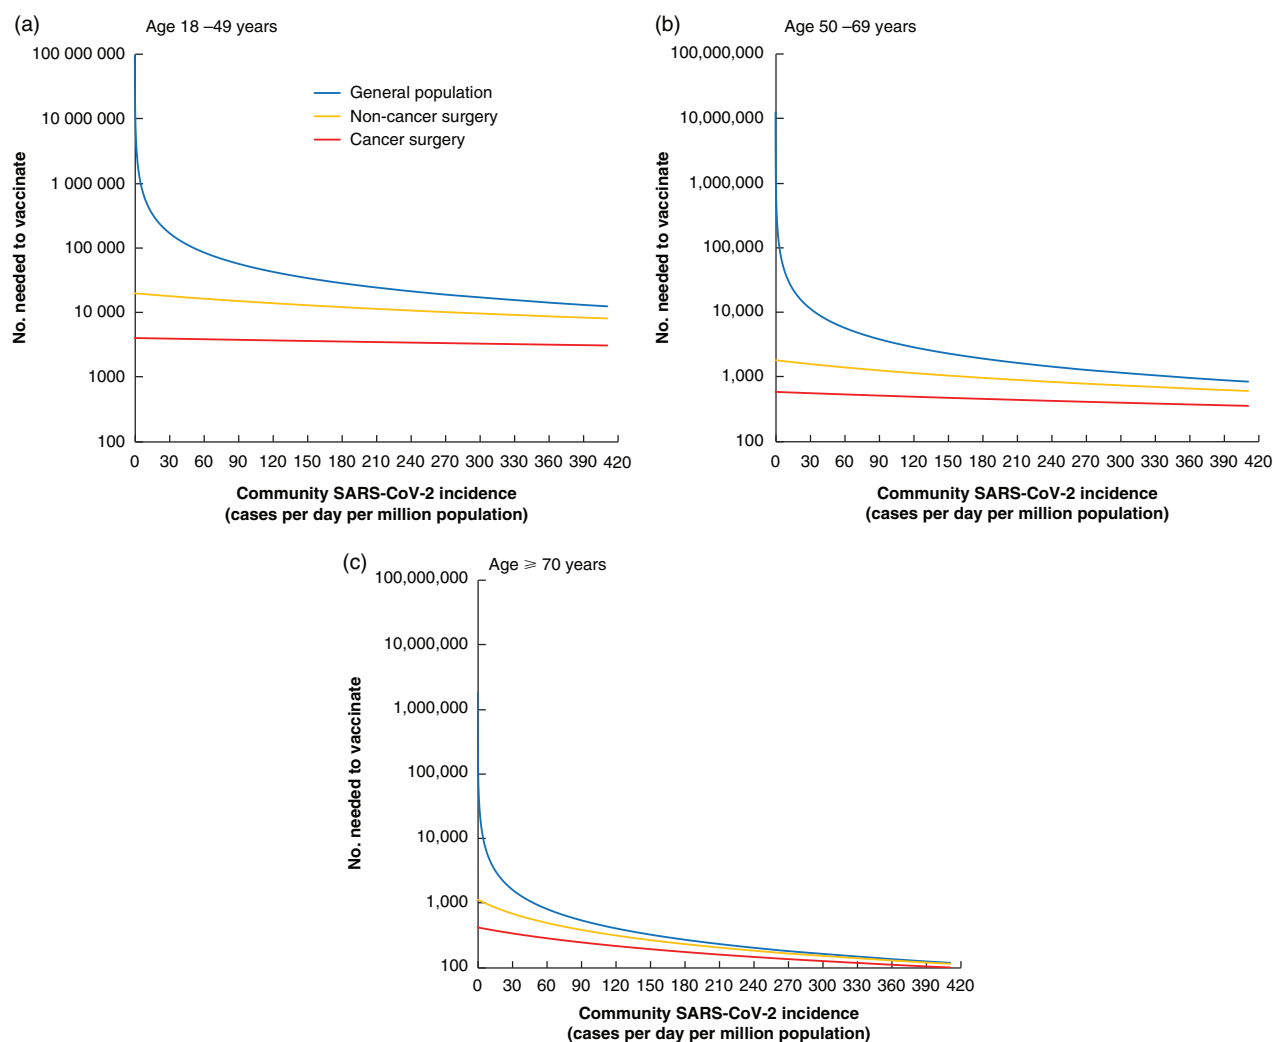 (a)
Age 18 –49 years
No. needed to vaccinate
100 000 000
10 000 000
1 000 000
100 000
10 000
1000
100
General population
Non-cancer surgery
Cancer surgery
0 30 60 90 120 150 180 210 240 270 300 330 360 390 420
Community SARS-CoV-2 incidence
(cases per day per million population)
(b)
Age 50 –69 years
No. needed to vaccinate
100,000,000
10,000,000
1,000,000
100,000
10,000
1,000
100
0 30 60 90 120 150 180 210 240 270 300 330 360 390 420
Community SARS-CoV-2 incidence
(cases per day per million population)
(c)
Age ⩾ 70 years
No. needed to vaccinate
100,000,000
10,000,000
1,000,000
100,000
10,000
1,000
100
0 30 60 90 120 150 180 210 240 270 300 330 360 390 420
Community SARS-CoV-2 incidence
(cases per day per million population)